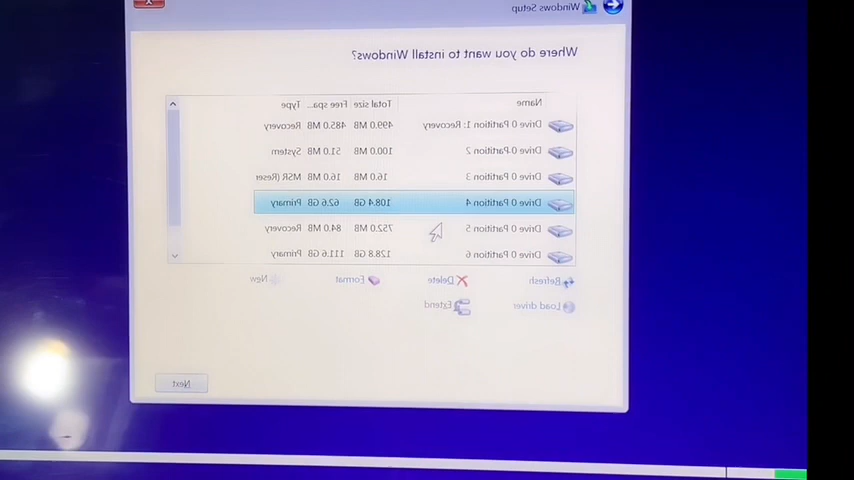 Windows Setup
Where do you want to install Windows?
Name Total size Free spa... Type
Drive 0 Partition 1: Recovery 499.0 MB 485.0 MB Recovery
Drive 0 Partition 2 100.0 MB 51.0 MB System
Drive 0 Partition 3 16.0 MB 16.0 MB MSR (Reser
Drive 0 Partition 4 108.4 GB 62.6 GB Primary
Drive 0 Partition 5 752.0 MB 84.0 MB Recovery
Drive 0 Partition 6 128.8 GB 111.6 GB Primary
Refresh Delete Format New
Load driver Extend
Next